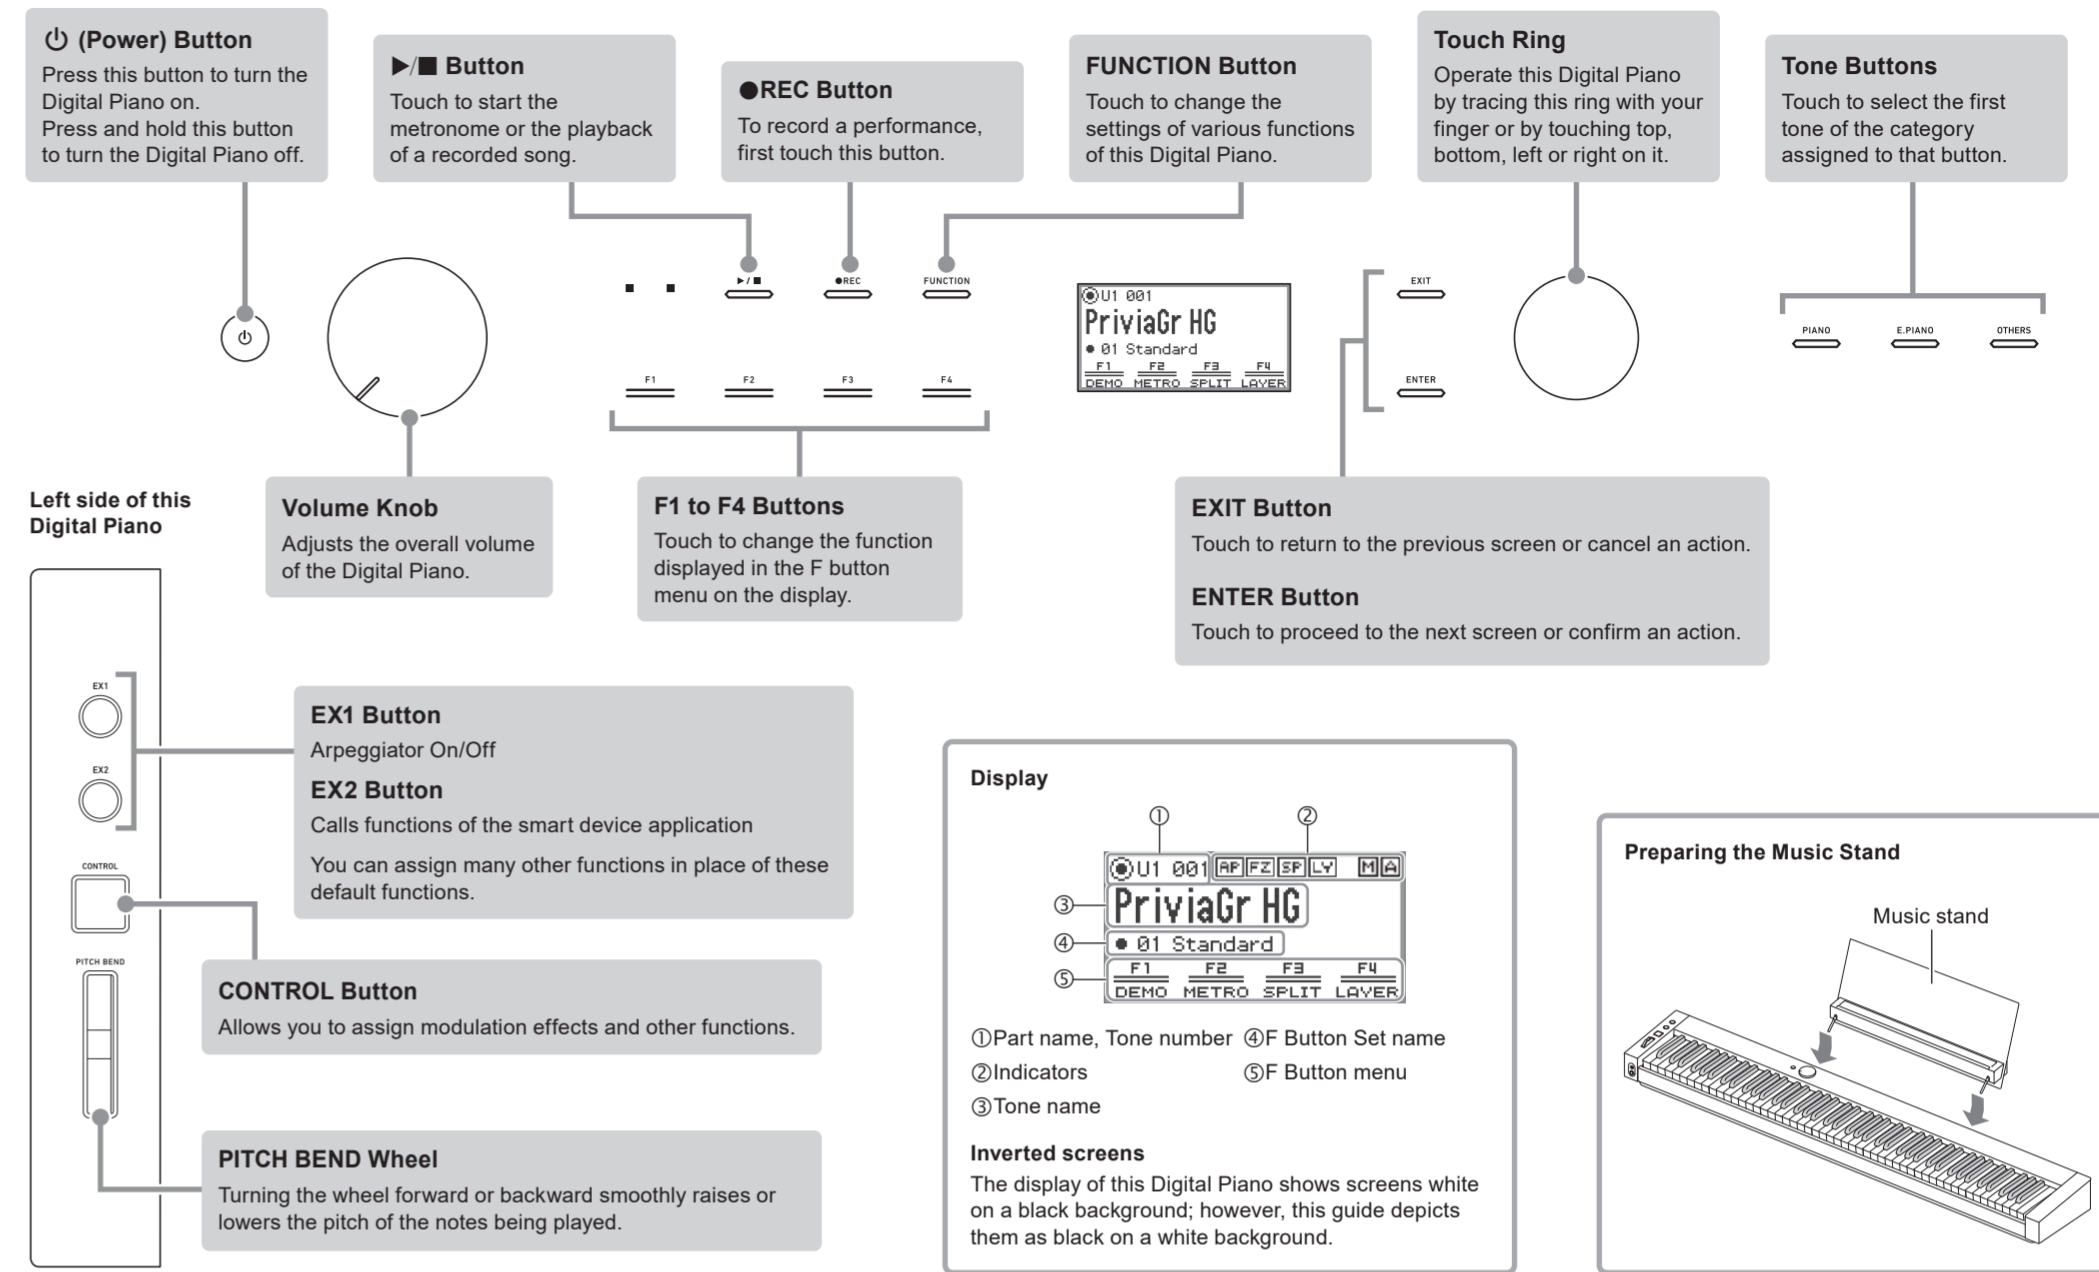 ⏻ (Power) Button
Press this button to turn the
Digital Piano on.
Press and hold this button
to turn the Digital Piano off.
▶/■ Button
Touch to start the
metronome or the playback
of a recorded song.
●REC Button
To record a performance,
first touch this button.
FUNCTION Button
Touch to change the
settings of various functions
of this Digital Piano.
Touch Ring
Operate this Digital Piano
by tracing this ring with your
finger or by touching top,
bottom, left or right on it.
Tone Buttons
Touch to select the first
tone of the category
assigned to that button.
▶/■
●REC
FUNCTION
F1
F2
F3
F4
U1 001
PriviaGr HG
● 01 Standard
F1 F2 F3 F4
DEMO METRO SPLIT LAYER
EXIT
ENTER
PIANO
E.PIANO
OTHERS
Left side of this
Digital Piano
Volume Knob
Adjusts the overall volume
of the Digital Piano.
F1 to F4 Buttons
Touch to change the function
displayed in the F button
menu on the display.
EXIT Button
Touch to return to the previous screen or cancel an action.
ENTER Button
Touch to proceed to the next screen or confirm an action.
EX1
EX2
CONTROL
PITCH BEND
EX1 Button
Arpeggiator On/Off
EX2 Button
Calls functions of the smart device application
You can assign many other functions in place of these
default functions.
CONTROL Button
Allows you to assign modulation effects and other functions.
PITCH BEND Wheel
Turning the wheel forward or backward smoothly raises or
lowers the pitch of the notes being played.
Display
① ②
U1 001 AP FZ SP LY M A
③ PriviaGr HG
④ ● 01 Standard
⑤ F1 F2 F3 F4
DEMO METRO SPLIT LAYER
①Part name, Tone number ④F Button Set name
②Indicators ⑤F Button menu
③Tone name
Inverted screens
The display of this Digital Piano shows screens white
on a black background; however, this guide depicts
them as black on a white background.
Preparing the Music Stand
Music stand